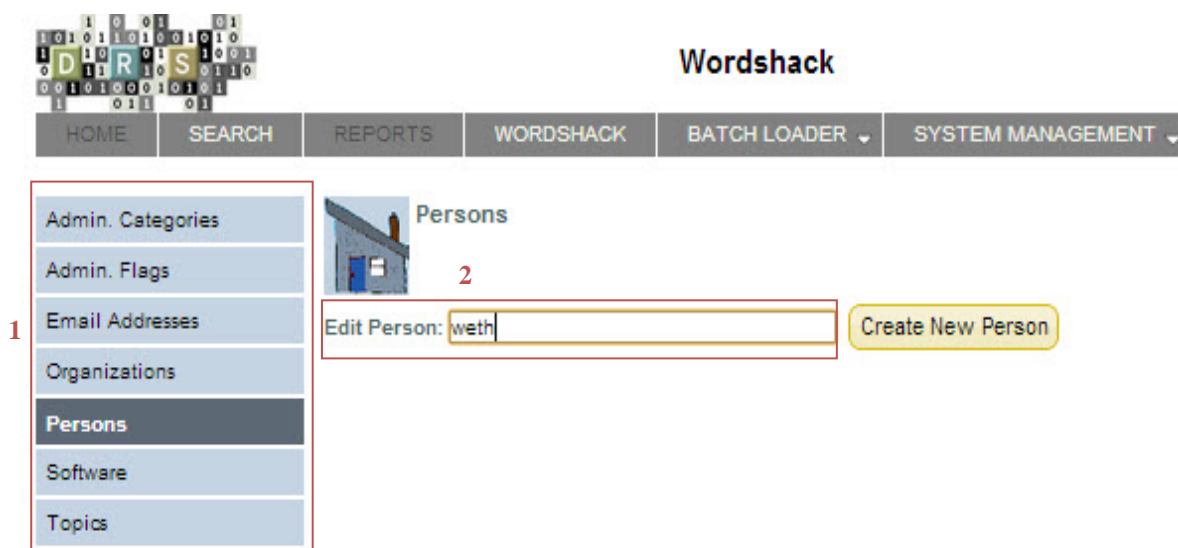 DRS
Wordshack
HOME SEARCH REPORTS WORDSHACK BATCH LOADER SYSTEM MANAGEMENT
Admin. Categories
Admin. Flags
Email Addresses
Organizations
Persons
Software
Topics
1
Persons
2
Edit Person: weth
Create New Person